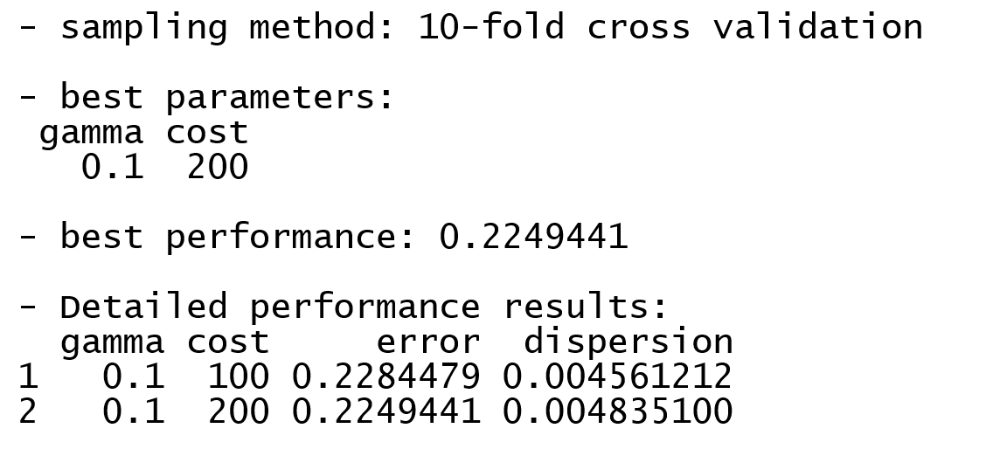 - sampling method: 10-fold cross validation
- best parameters:
gamma cost
0.1 200
- best performance: 0.2249441
- Detailed performance results:
gamma cost error dispersion
1 0.1 100 0.2284479 0.004561212
2 0.1 200 0.2249441 0.004835100